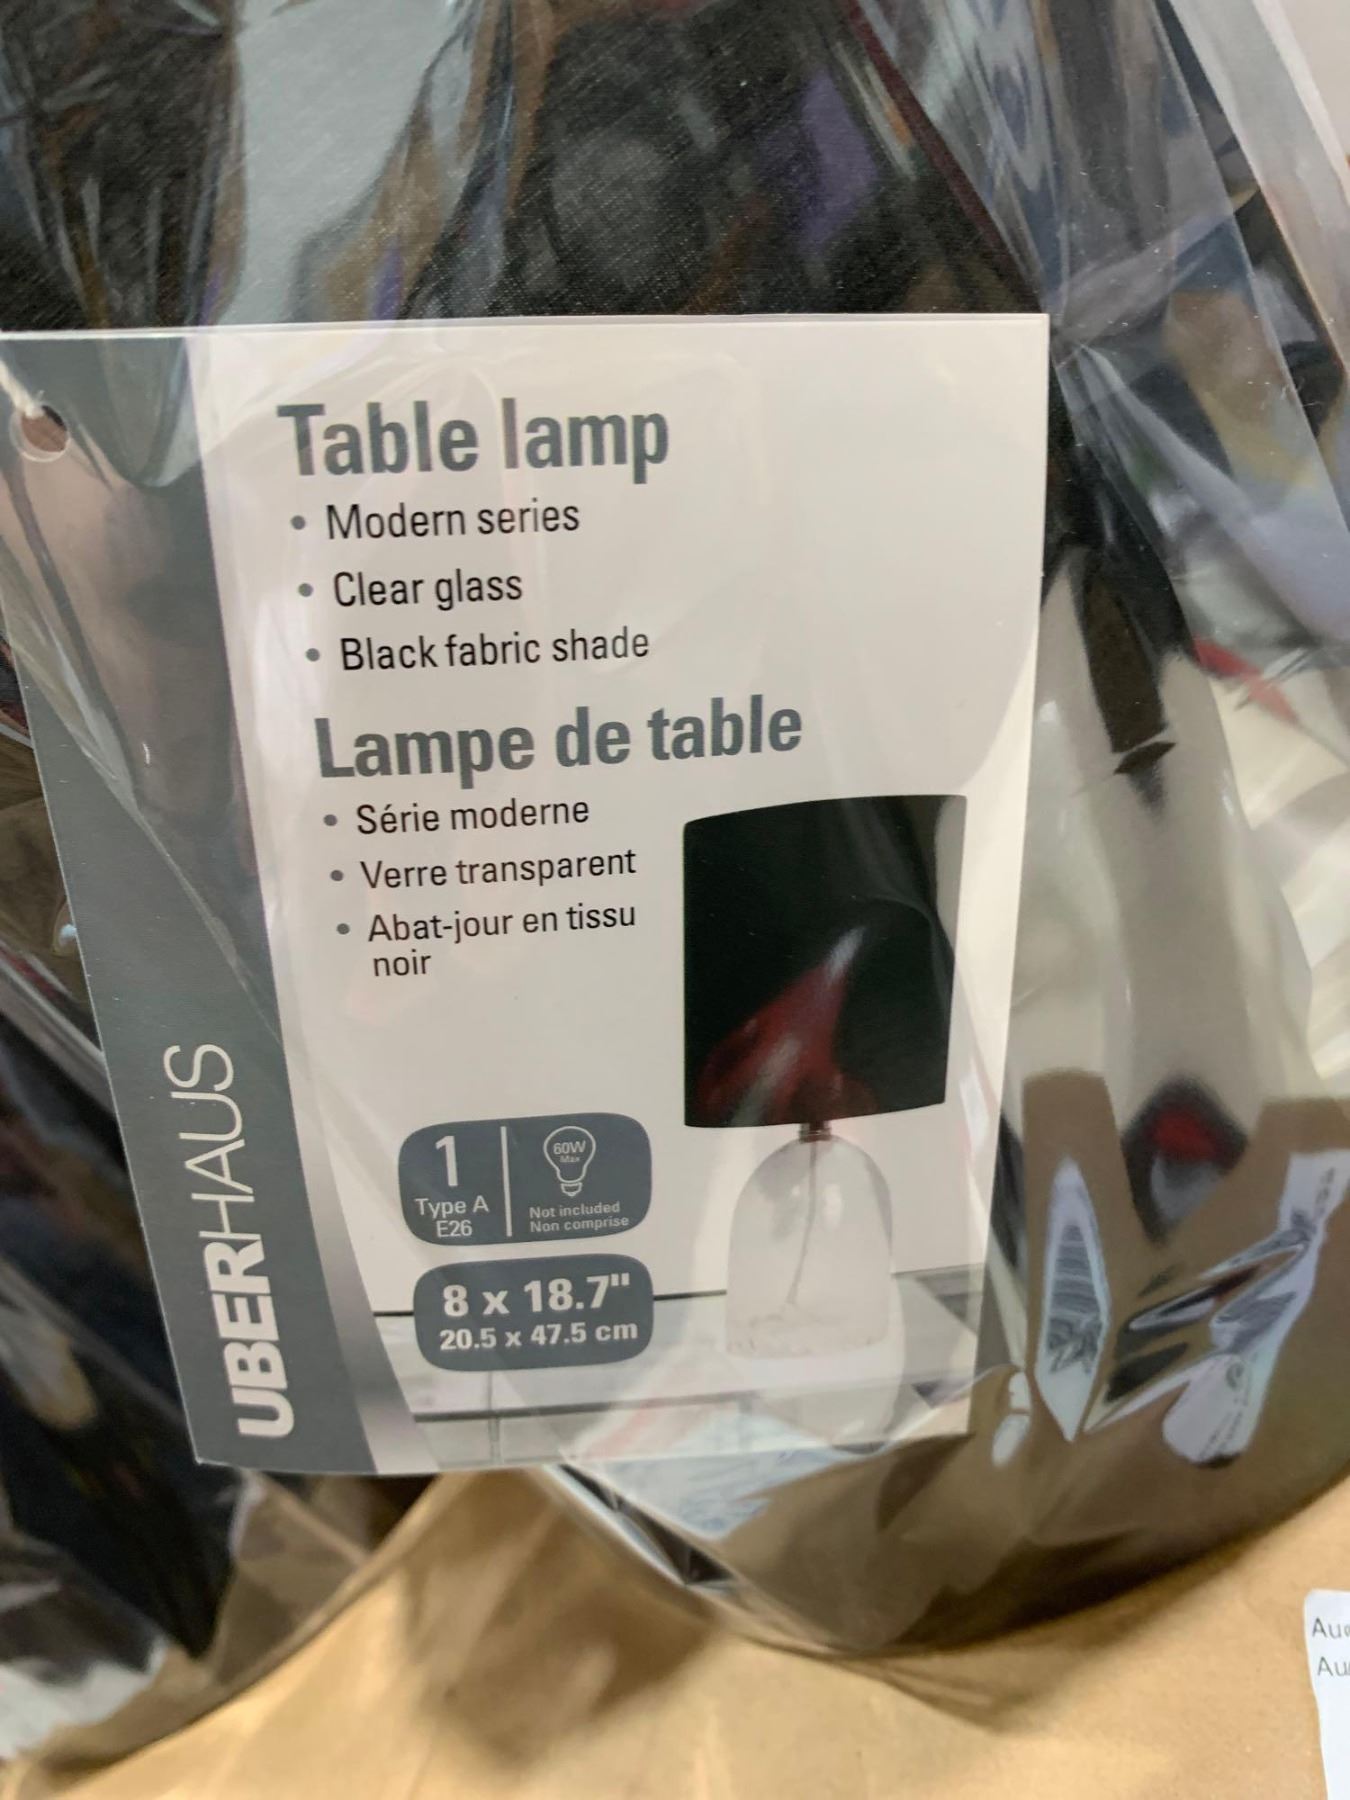 Table lamp
• Modern series
• Clear glass
• Black fabric shade
Lampe de table
• Série moderne
• Verre transparent
• Abat-jour en tissu
noir
UBERHAUS
1
Type A
E26
60W
Max
Not included
Non comprise
8 x 18.7"
20.5 x 47.5 cm